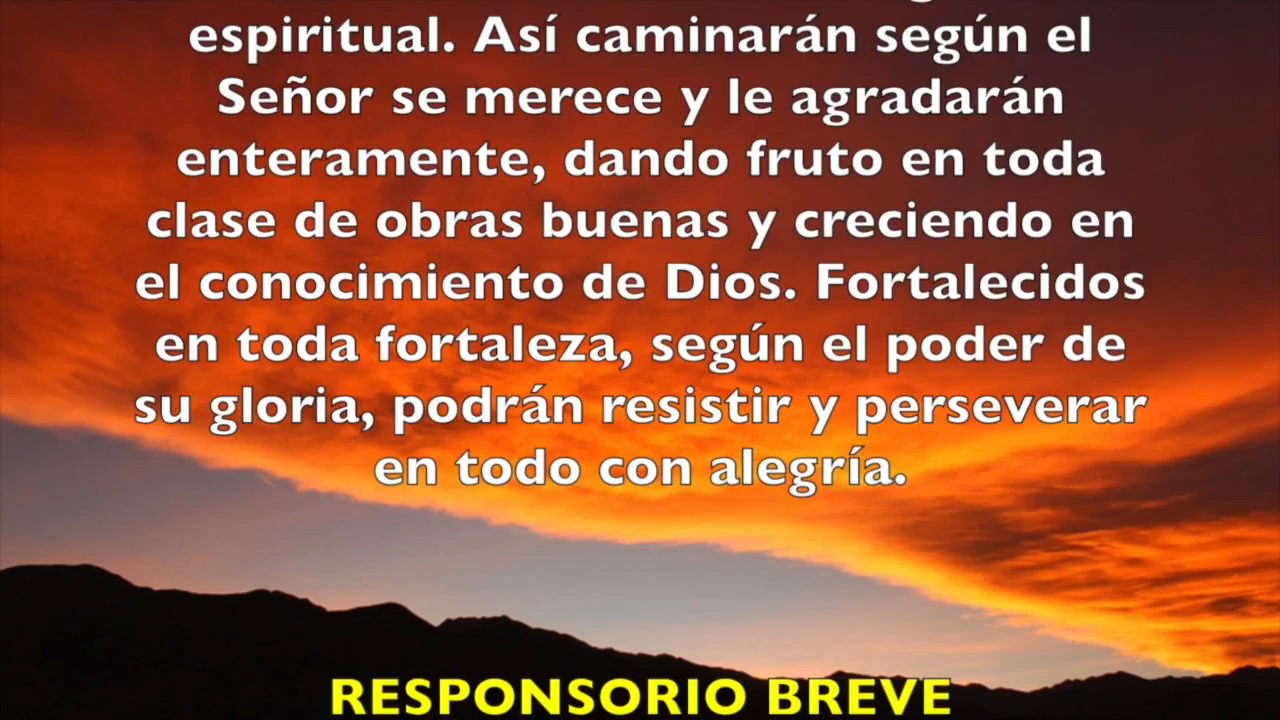 espiritual. Así caminarán según el
Señor se merece y le agradarán
enteramente, dando fruto en toda
clase de obras buenas y creciendo en
el conocimiento de Dios. Fortalecidos
en toda fortaleza, según el poder de
su gloria, podrán resistir y perseverar
en todo con alegría.
RESPONSORIO BREVE